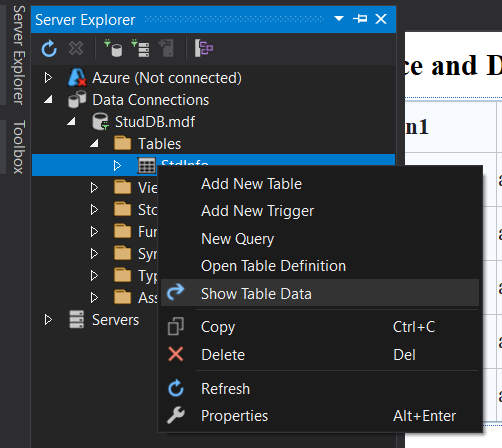 Server Explorer
Toolbox
Server Explorer
Azure (Not connected)
Data Connections
StudDB.mdf
Tables
StdInfo
Add New Table
Add New Trigger
New Query
Open Table Definition
Show Table Data
Copy Ctrl+C
Delete Del
Refresh
Properties Alt+Enter
Vie
Sto
Fun
Syn
Typ
Ass
Servers
ce and D
n1